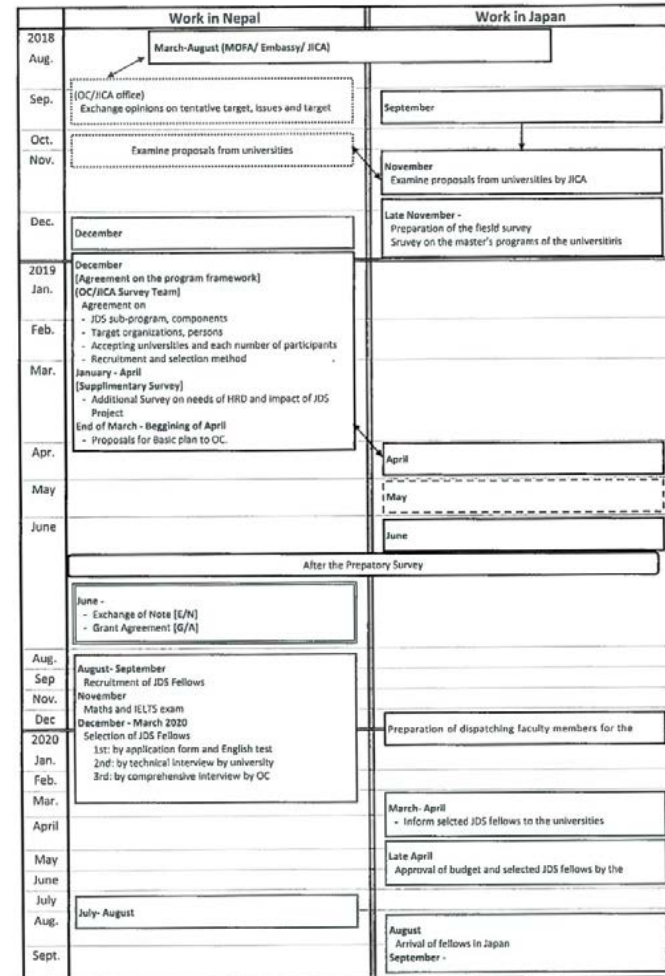 Work in Nepal
Work in Japan
2018
Aug.
March-August (MOFA/ Embassy/ JICA)
Sep.
(OC/JICA office)
Exchange opinions on tentative target, issues and target
September
Oct.
Nov.
Examine proposals from universities
November
Examine proposals from universities by JICA
Dec.
December
Late November -
Preparation of the fiesld survey
Sruvey on the master's programs of the universitiris
2019
Jan.
Feb.
Mar.
December
[Agreement on the program framework]
(OC/JICA Survey Team)
Agreement on
- JDS sub-program, components
- Target organizations, persons
- Accepting universities and each number of participants
- Recruitment and selection method
January - April
[Supplimentary Survey]
- Additional Survey on needs of HRD and impact of JDS
Project
End of March - Beggining of April
- Proposals for Basic plan to OC.
Apr.
April
May
May
June
June
After the Prepatory Survey
June -
- Exchange of Note [E/N]
- Grant Agreement [G/A]
Aug.
Sep
Nov.
Dec
2020
Jan.
Feb.
Mar.
August- September
Recruitment of JDS Fellows
November
Maths and IELTS exam
December - March 2020
Selection of JDS Fellows
1st: by application form and English test
2nd: by technical interview by university
3rd: by comprehensive interview by OC
Preparation of dispatching faculty members for the
March- April
- Inform selcted JDS fellows to the universities
April
May
June
Late April
Approval of budget and selected JDS fellows by the
July
Aug.
July- August
August
Arrival of fellows in Japan
September -
Sept.